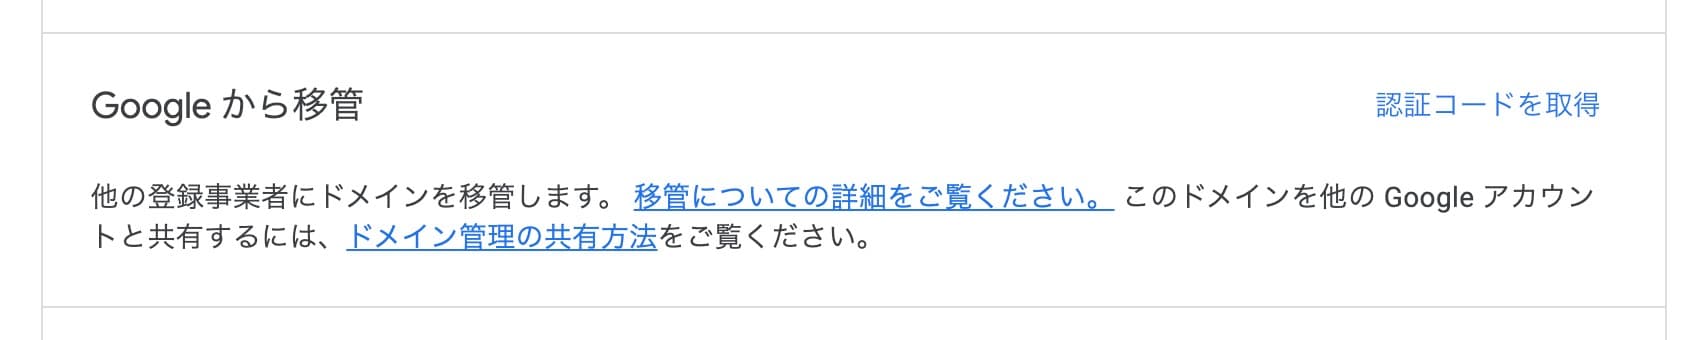 Google から移管
認証コードを取得
他の登録事業者にドメインを移管します。 移管についての詳細をご覧ください。 このドメインを他の Google アカウン
トと共有するには、ドメイン管理の共有方法をご覧ください。